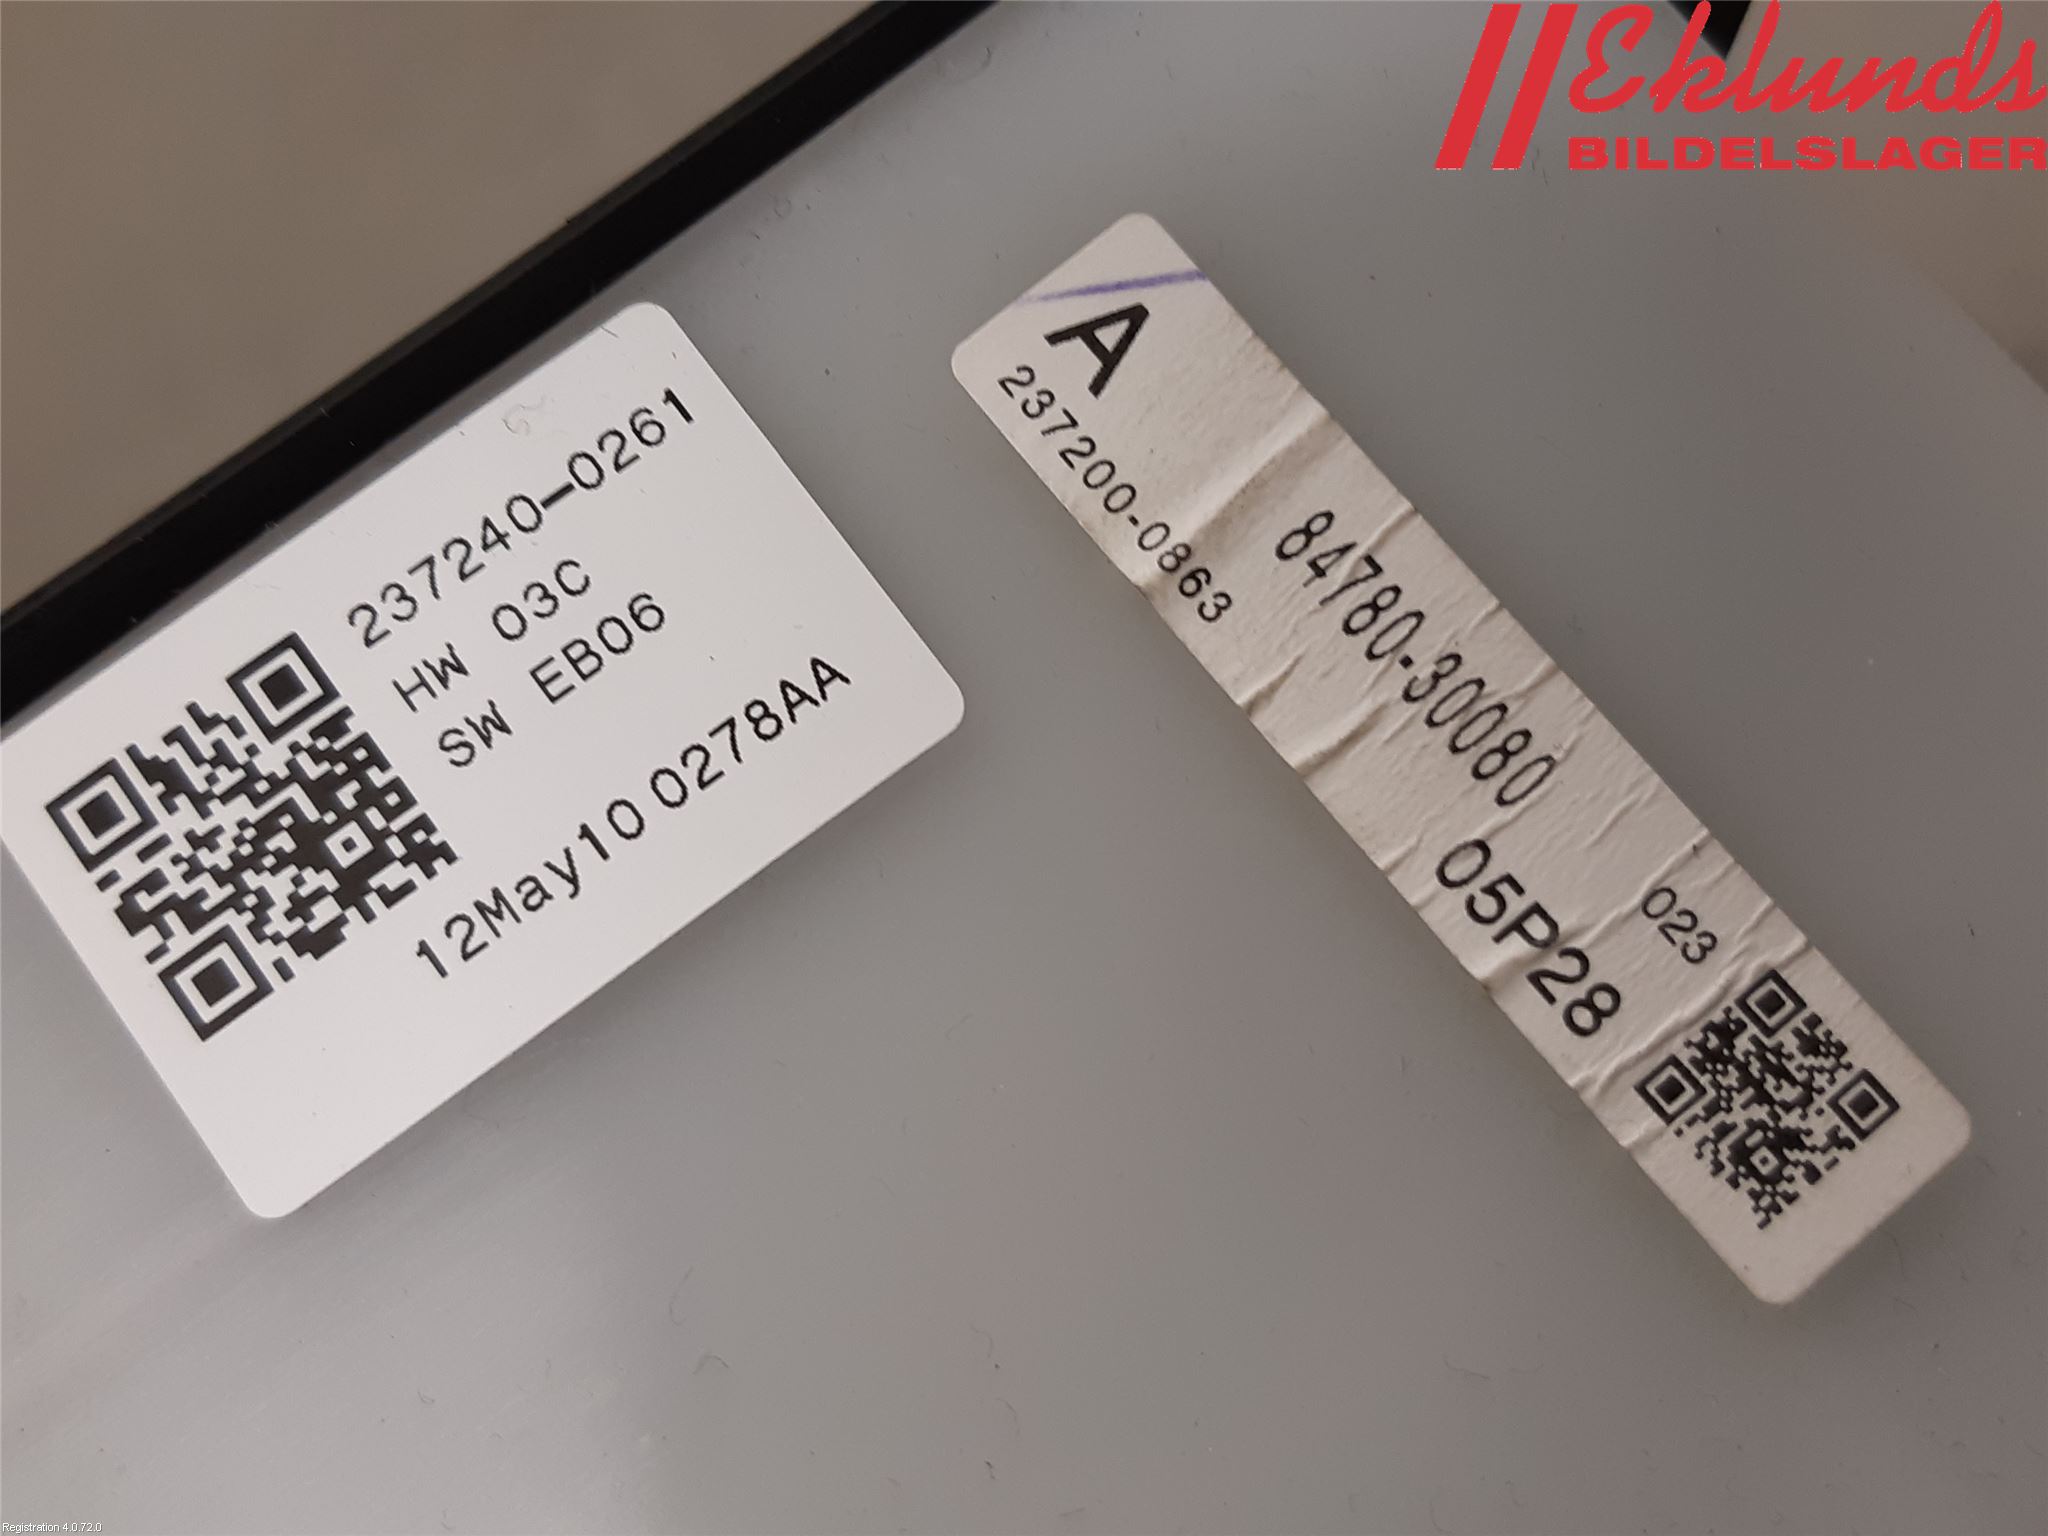 Eklunds
BILDELSLAGER
237240-0261
HW 03C
SW EB06
12May10 0278AA
A
237200-0863
84780-30080
05P28
023
Registration 4.0.72.0